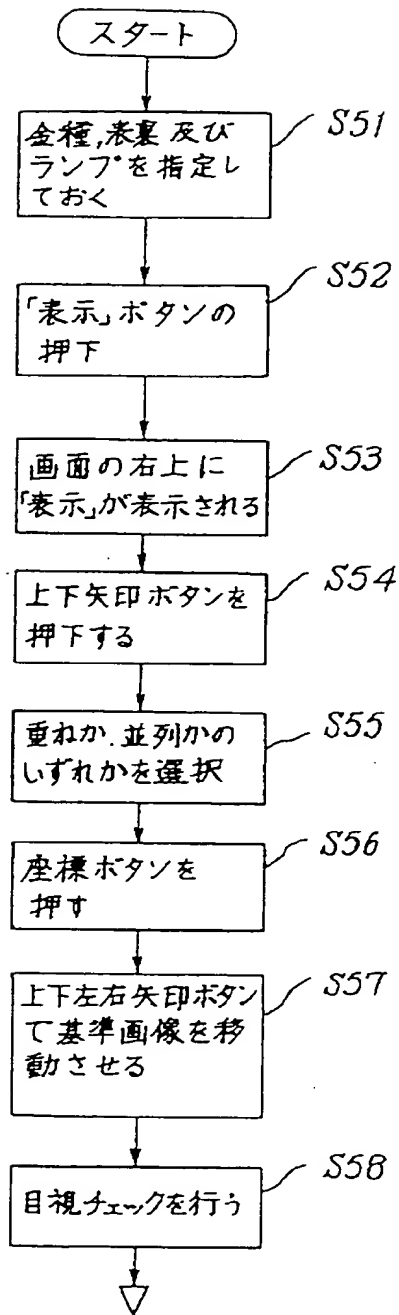 スタート
S51
金種,表裏及び
ランプを指定し
ておく
S52
「表示」ボタンの
押下
S53
画面の右上に
「表示」が表示される
S54
上下矢印ボタンを
押下する
S55
重ねか.並列かの
いずれかを選択
S56
座標ボタンを
押す
S57
上下左右矢印ボタン
で基準画像を移
動させる
S58
目視チェックを行う